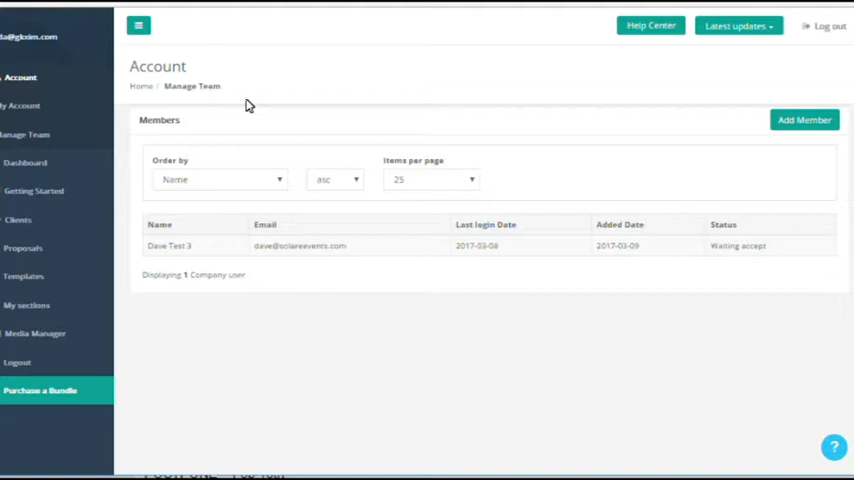 da@gkxim.com
Help Center
Latest updates
Log out
Account
Account
Home / Manage Team
My Account
Members
Add Member
Manage Team
Order by
Items per page
Dashboard
Name
asc
25
Getting Started
Clients
Name Email Last login Date Added Date Status
Proposals
Dave Test 3 dave@solareevents.com 2017-03-08 2017-03-09 Waiting accept
Templates
Displaying 1 Company user
My sections
Media Manager
Logout
Purchase a Bundle
?